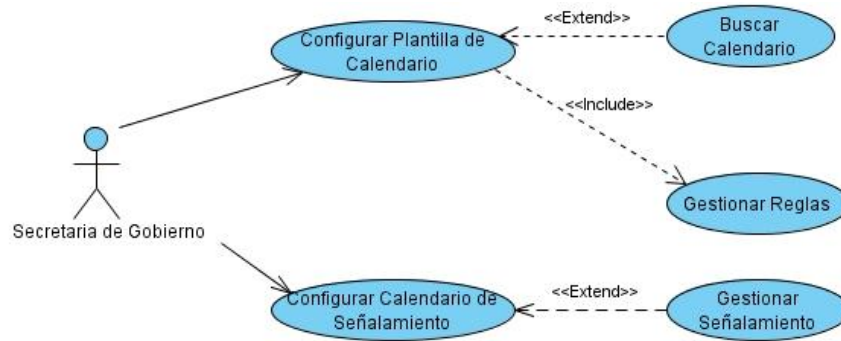 Configurar Plantilla de
Calendario
<<Extend>>
Buscar
Calendario
<<Include>>
Gestionar Reglas
Secretaria de Gobierno
Configurar Calendario de
Señalamiento
<<Extend>>
Gestionar
Señalamiento